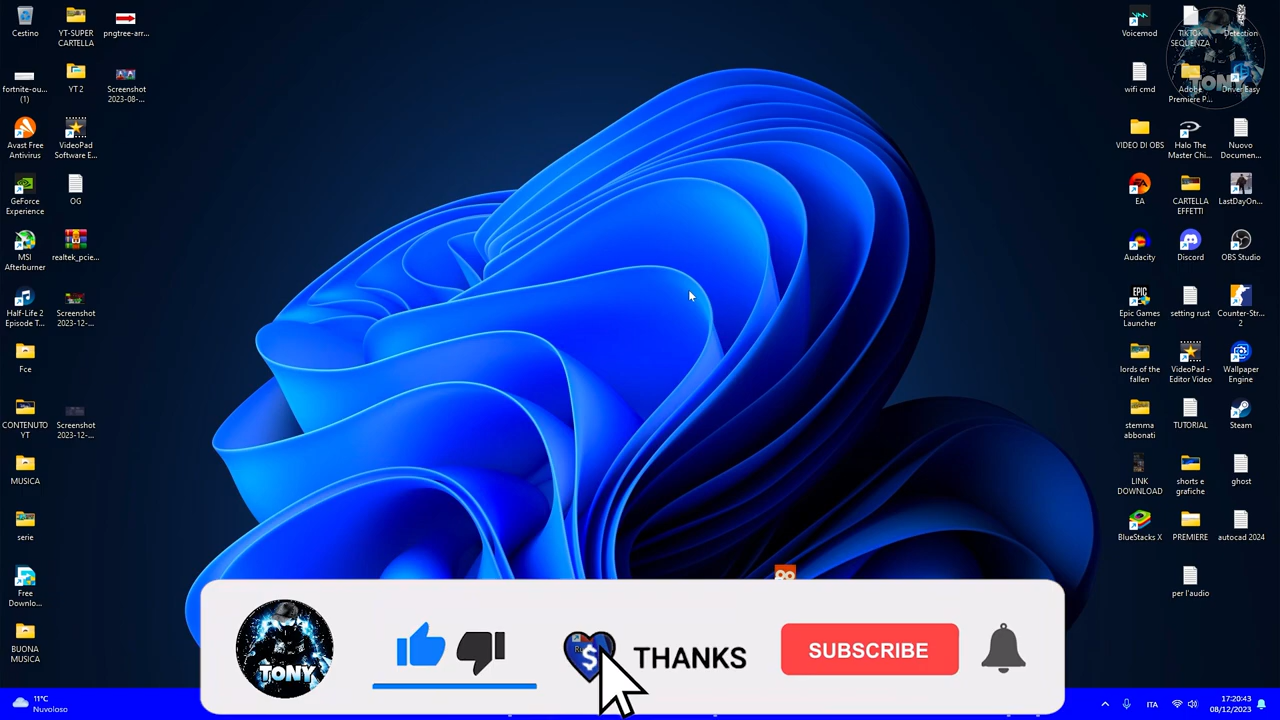 Cestino
YT-SUPER
CARTELLA
pngtree-arr...
fortnite-ou...
(1)
YT 2
Screenshot
2023-08-...
Avast Free
Antivirus
VideoPad
Software E...
GeForce
Experience
OG
MSI
Afterburner
realtek_pcie...
Half-Life 2
Episode T...
Screenshot
2023-12-...
Fce
CONTENUTO
YT
Screenshot
2023-12-...
MUSICA
serie
Free
Downlo...
BUONA
MUSICA
Voicemod
TIKTOK
SEQUENZA
Detection
wifi cmd
Adobe
Premiere P...
Driver Easy
TONY
VIDEO DI OBS
Halo The
Master Chi...
Nuovo
Documen...
EA
CARTELLA
EFFETTI
LastDayOn...
Audacity
Discord
OBS Studio
EPIC
Epic Games
Launcher
setting rust
Counter-Str...
2
lords of the
fallen
VideoPad -
Editor Video
Wallpaper
Engine
stemma
abbonati
TUTORIAL
Steam
LINK
DOWNLOAD
shorts e
grafiche
ghost
BlueStacks X
PREMIERE
autocad 2024
per l'audio
TONY
$
THANKS
SUBSCRIBE
11°C
Nuvoloso
ITA
17:20:43
08/12/2023